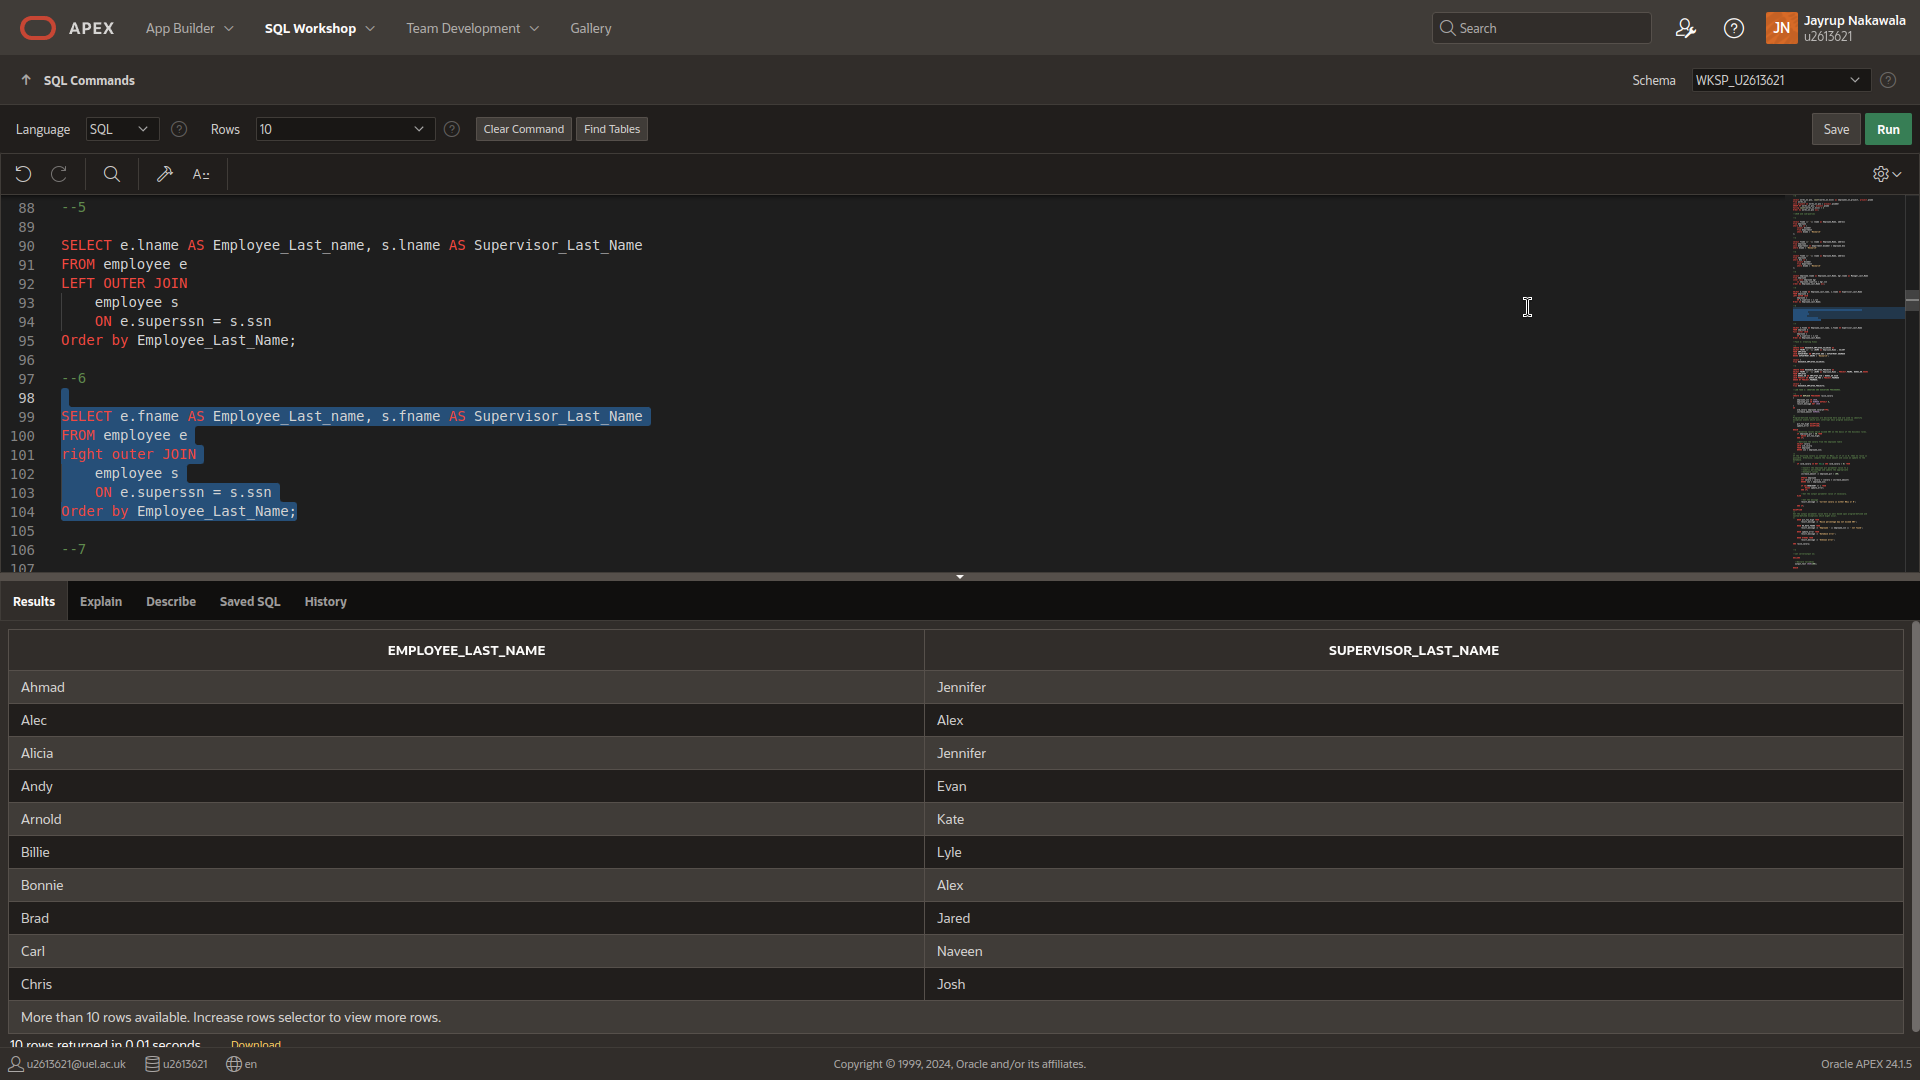 APEX
App Builder
SQL Workshop
Team Development
Gallery
Search
JN
Jayrup Nakawala
u2613621
SQL Commands
Schema
WKSP_U2613621
Language
SQL
Rows
10
Clear Command
Find Tables
Save
Run
88 --5
89
90 SELECT e.lname AS Employee_Last_name, s.lname AS Supervisor_Last_Name
91 FROM employee e
92 LEFT OUTER JOIN
93 employee s
94 ON e.superssn = s.ssn
95 Order by Employee_Last_Name;
96
97 --6
98
99 SELECT e.fname AS Employee_Last_name, s.fname AS Supervisor_Last_Name
100 FROM employee e
101 right outer JOIN
102 employee s
103 ON e.superssn = s.ssn
104 Order by Employee_Last_Name;
105
106 --7
107
Results
Explain
Describe
Saved SQL
History
EMPLOYEE_LAST_NAME SUPERVISOR_LAST_NAME
Ahmad Jennifer
Alec Alex
Alicia Jennifer
Andy Evan
Arnold Kate
Billie Lyle
Bonnie Alex
Brad Jared
Carl Naveen
Chris Josh
More than 10 rows available. Increase rows selector to view more rows.
10 rows returned in 0.01 seconds Download
u2613621@uel.ac.uk
u2613621
en
Copyright © 1999, 2024, Oracle and/or its affiliates.
Oracle APEX 24.1.5